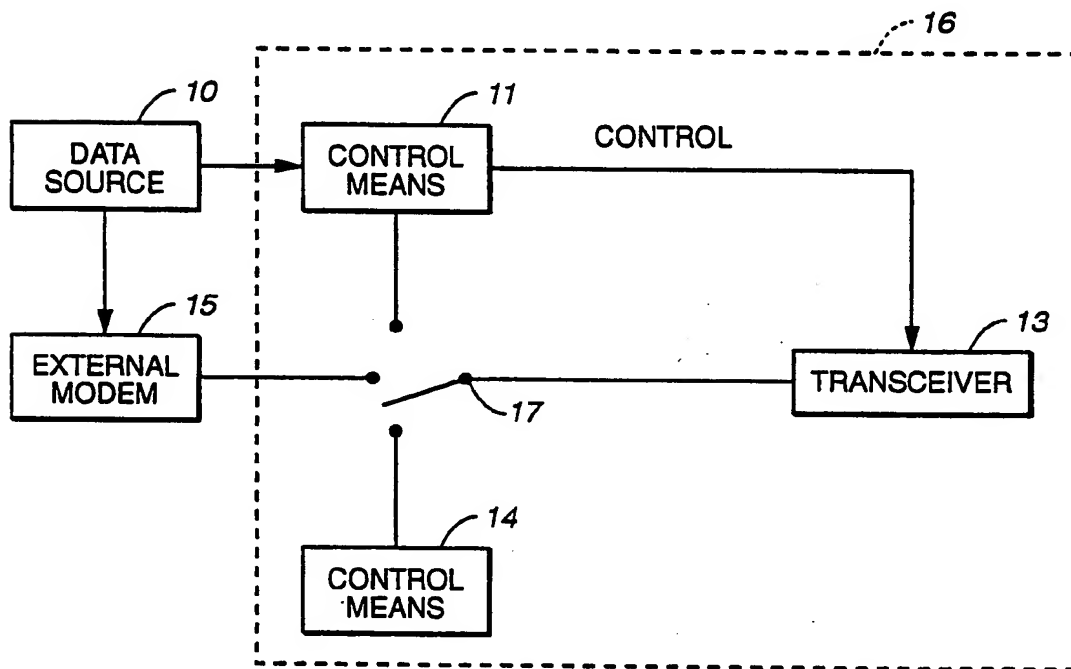 16
10
11
DATA
SOURCE
CONTROL
MEANS
CONTROL
15
EXTERNAL
MODEM
13
TRANSCEIVER
17
14
CONTROL
MEANS